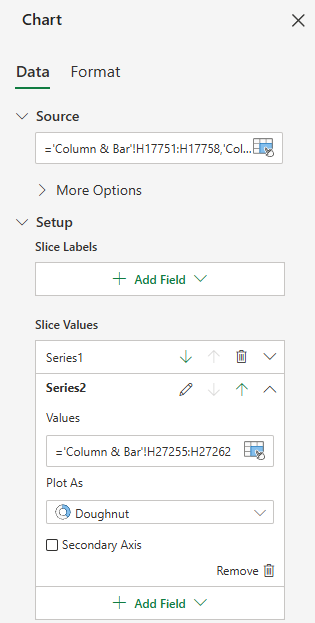 Chart
Data Format
Source
='Column & Bar'!H17751:H17758,'Col...
More Options
Setup
Slice Labels
Add Field
Slice Values
Series1
Series2
Values
='Column & Bar'!H27255:H27262
Plot As
Doughnut
Secondary Axis
Remove
Add Field